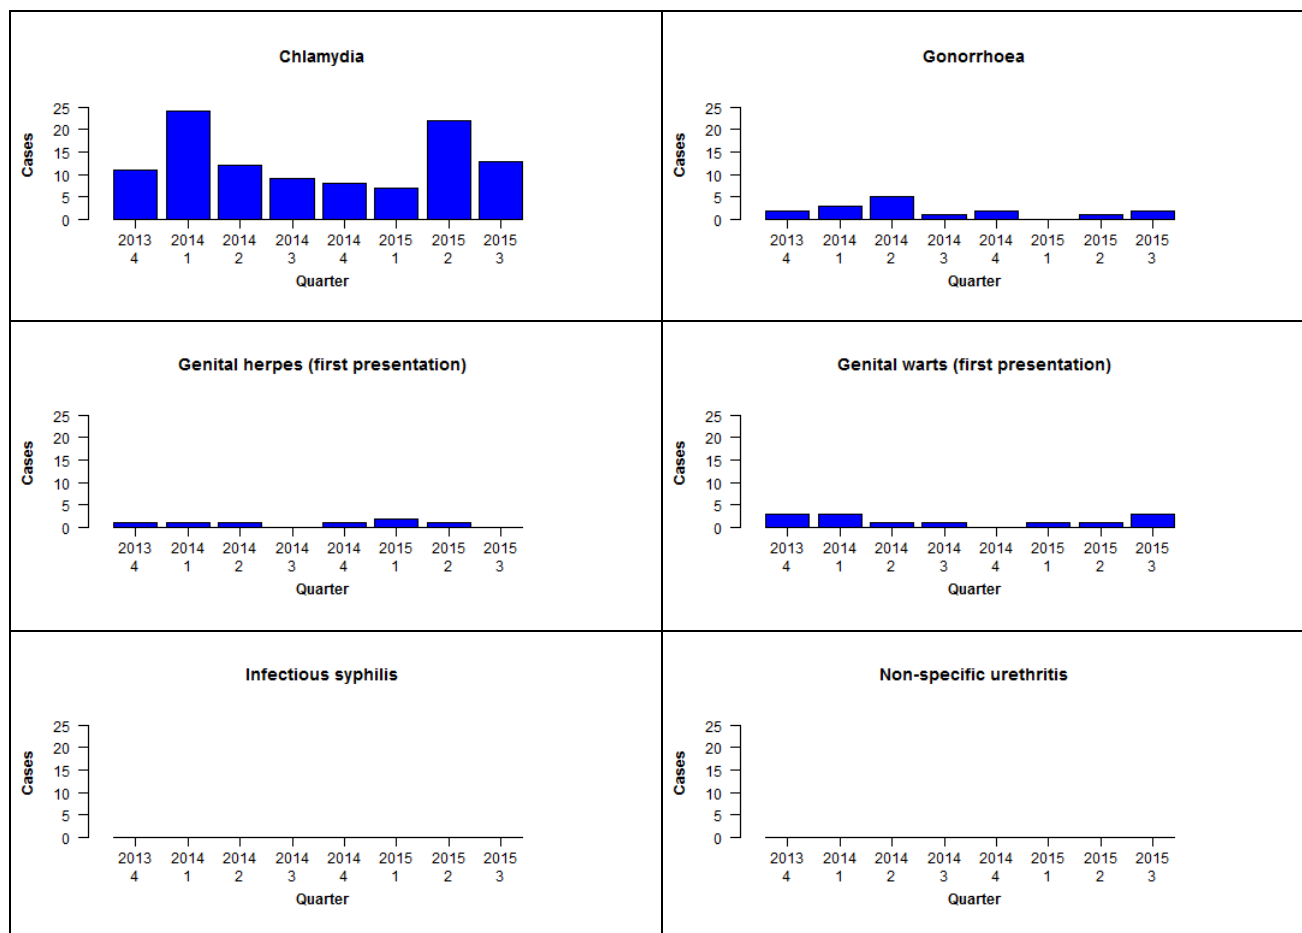 Chlamydia
Cases
25
20
15
10
5
0
2013 2014 2014 2014 2014 2015 2015 2015
4 1 2 3 4 1 2 3
Quarter
Gonorrhoea
Cases
25
20
15
10
5
0
2013 2014 2014 2014 2014 2015 2015 2015
4 1 2 3 4 1 2 3
Quarter
Genital herpes (first presentation)
Cases
25
20
15
10
5
0
2013 2014 2014 2014 2014 2015 2015 2015
4 1 2 3 4 1 2 3
Quarter
Genital warts (first presentation)
Cases
25
20
15
10
5
0
2013 2014 2014 2014 2014 2015 2015 2015
4 1 2 3 4 1 2 3
Quarter
Infectious syphilis
Cases
25
20
15
10
5
0
2013 2014 2014 2014 2014 2015 2015 2015
4 1 2 3 4 1 2 3
Quarter
Non-specific urethritis
Cases
25
20
15
10
5
0
2013 2014 2014 2014 2014 2015 2015 2015
4 1 2 3 4 1 2 3
Quarter